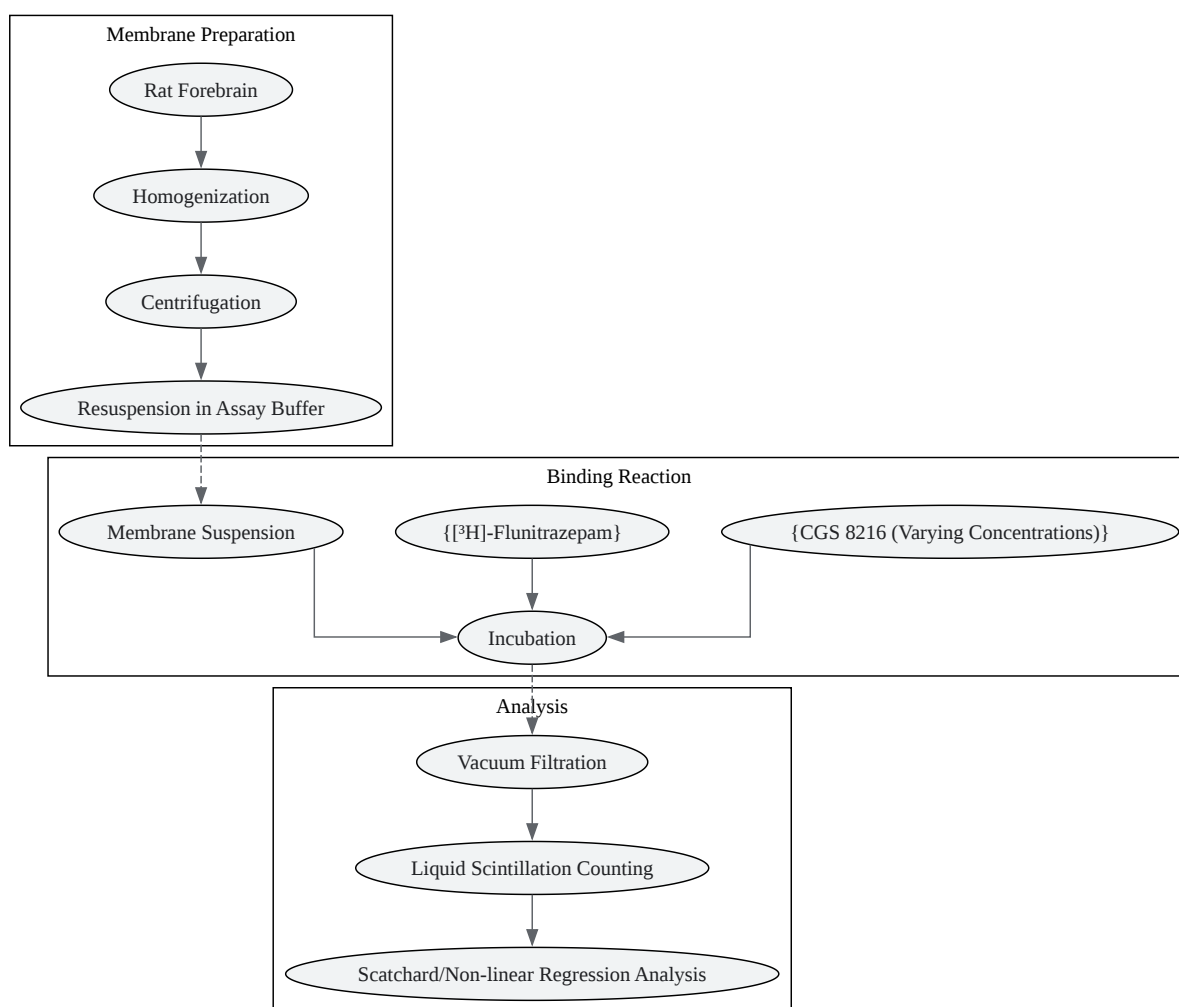 Membrane Preparation
Rat Forebrain
Homogenization
Centrifugation
Resuspension in Assay Buffer
Binding Reaction
Membrane Suspension
{[³H]-Flunitrazepam}
{CGS 8216 (Varying Concentrations)}
Incubation
Analysis
Vacuum Filtration
Liquid Scintillation Counting
Scatchard/Non-linear Regression Analysis